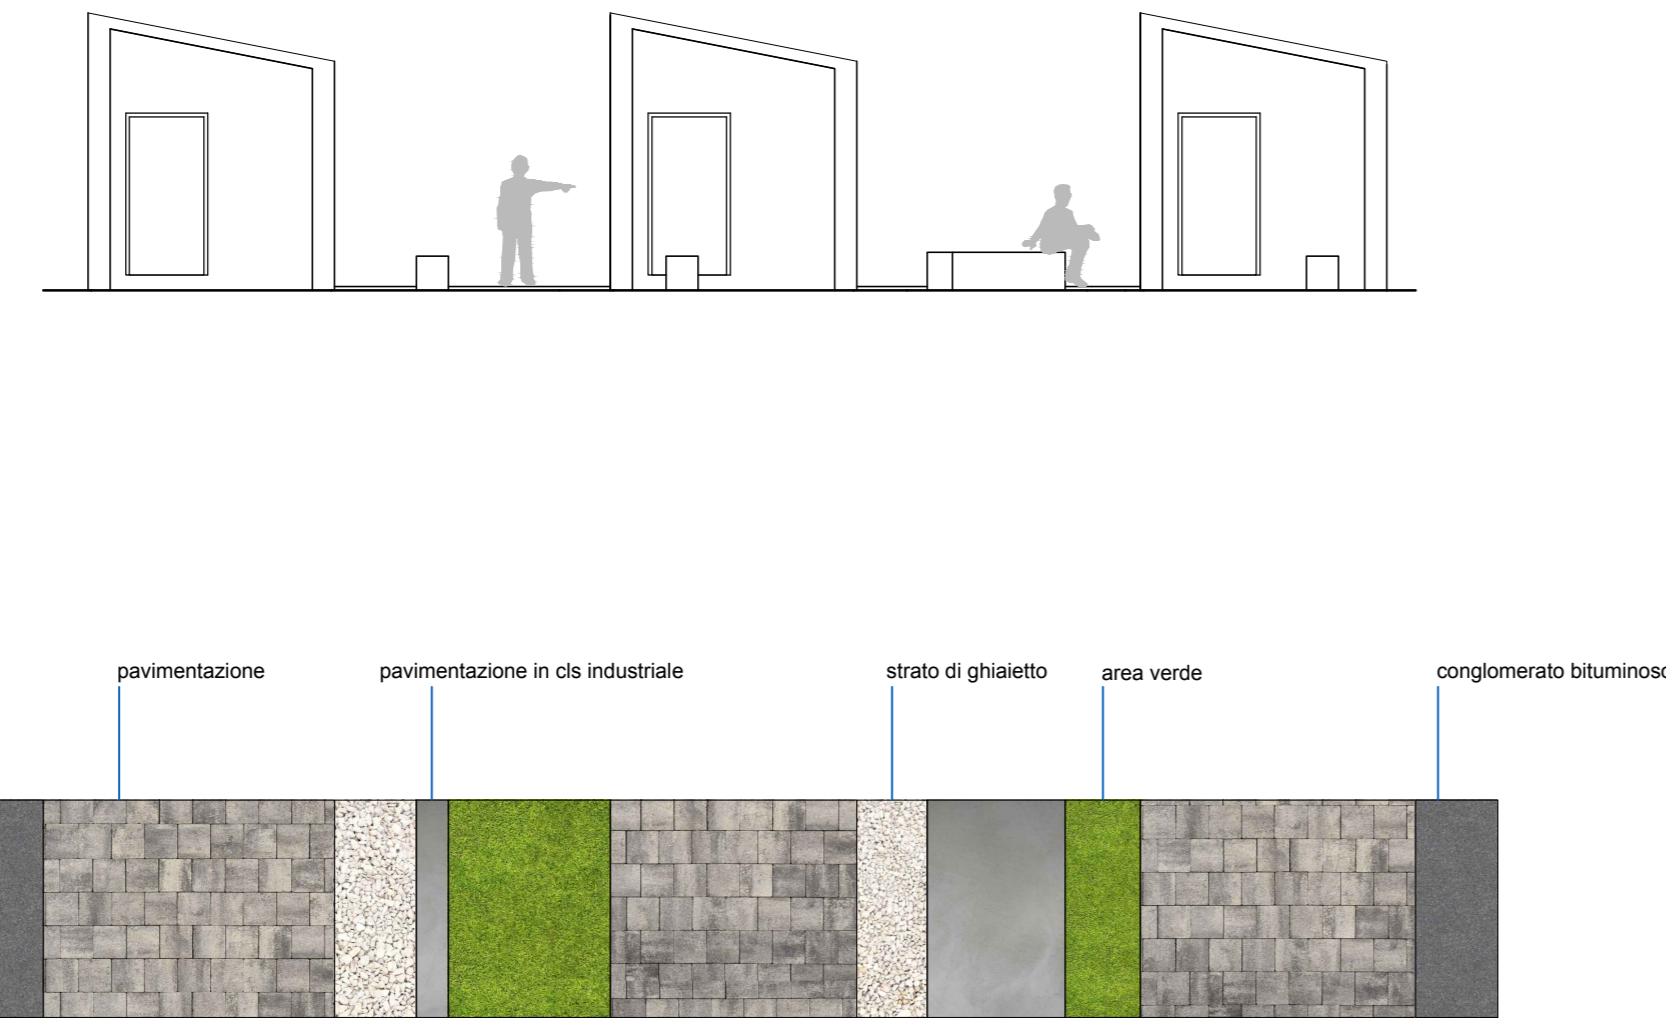 pavimentazione
pavimentazione in cls industriale
strato di ghiaietto
area verde
conglomerato bituminoso